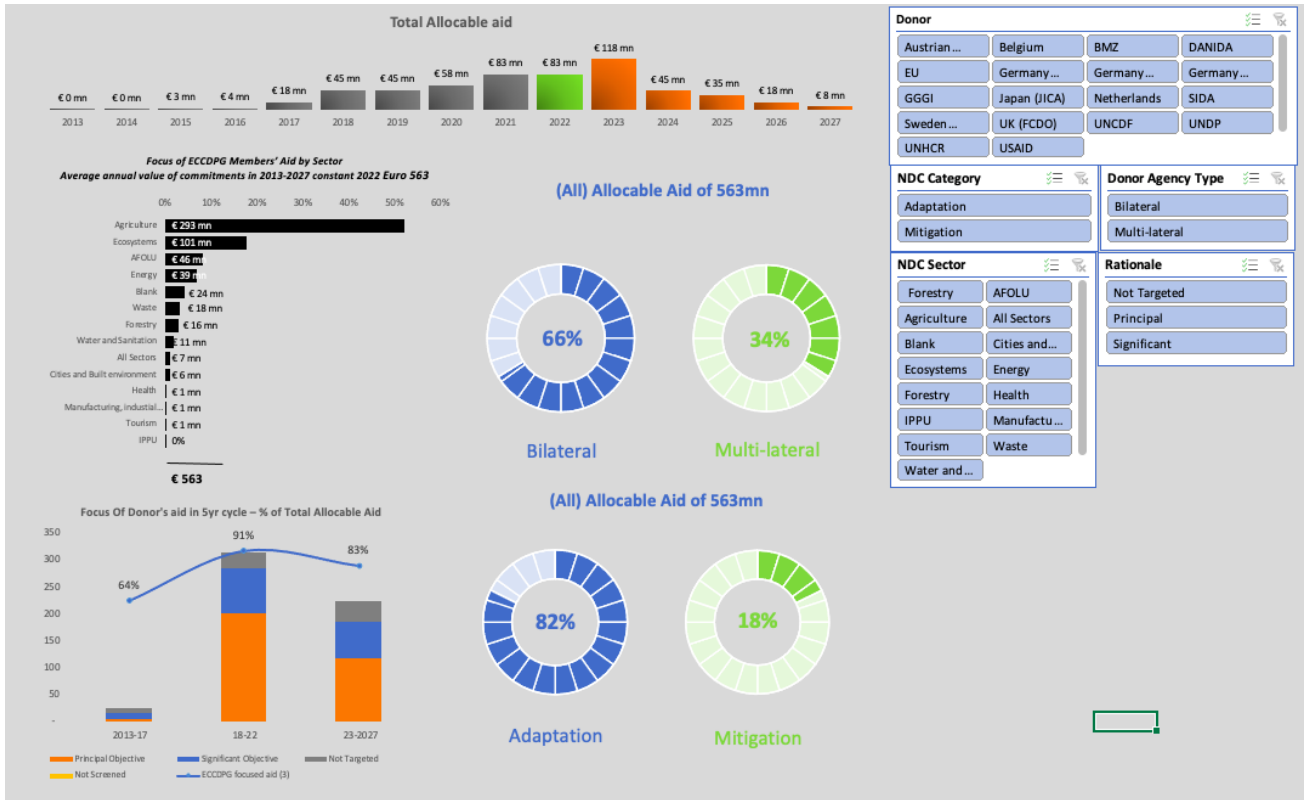 Total Allocable aid
€ 0 mn € 0 mn € 3 mn € 4 mn € 18 mn € 45 mn € 45 mn € 58 mn € 83 mn € 83 mn € 118 mn € 45 mn € 35 mn € 18 mn € 8 mn
2013 2014 2015 2016 2017 2018 2019 2020 2021 2022 2023 2024 2025 2026 2027
Focus of ECCDPG Members' Aid by Sector
Average annual value of commitments in 2013-2027 constant 2022 Euro 563
0% 10% 20% 30% 40% 50% 60%
Agriculture € 293 mn
Ecosystems € 101 mn
AFOLU € 46 mn
Energy € 39 mn
Blank € 24 mn
Waste € 18 mn
Forestry € 16 mn
Water and Sanitation € 11 mn
All Sectors € 7 mn
Cities and Built environment € 6 mn
Health € 1 mn
Manufacturing, industial... € 1 mn
Tourism € 1 mn
IPPU 0%
€ 563
(All) Allocable Aid of 563mn
66%
34%
Bilateral
Multi-lateral
Focus Of Donor's aid in 5yr cycle – % of Total Allocable Aid
350
300
250
200
150
100
50
-
64%
91%
83%
2013-17 18-22 23-2027
Principal Objective Significant Objective Not Targeted
Not Screened ECCDPG focused aid (3)
(All) Allocable Aid of 563mn
82%
18%
Adaptation
Mitigation
Donor
Austrian ... Belgium BMZ DANIDA
EU Germany... Germany... Germany...
GGGI Japan (JICA) Netherlands SIDA
Sweden ... UK (FCDO) UNCDF UNDP
UNHCR USAID
NDC Category
Adaptation
Mitigation
Donor Agency Type
Bilateral
Multi-lateral
NDC Sector
Forestry AFOLU
Agriculture All Sectors
Blank Cities and...
Ecosystems Energy
Forestry Health
IPPU Manufactu...
Tourism Waste
Water and ...
Rationale
Not Targeted
Principal
Significant